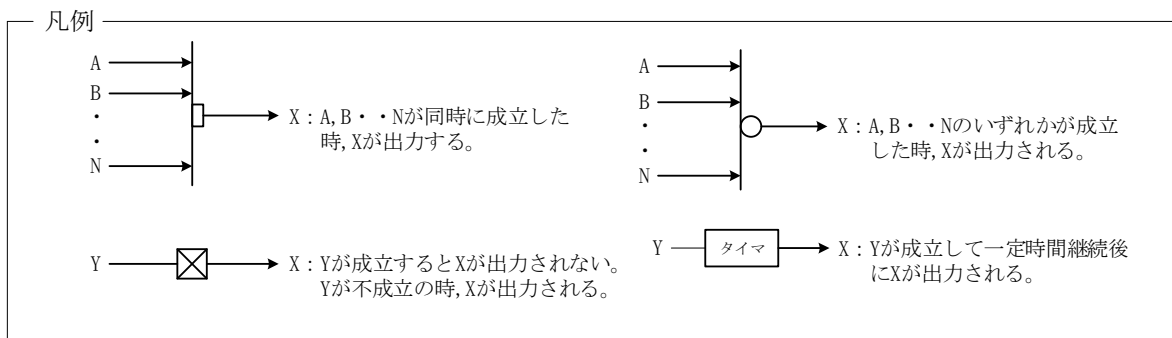 凡例
A
B
・
・
N
X：A,B・・Nが同時に成立した
時,Xが出力する。
A
B
・
・
N
X：A,B・・Nのいずれかが成立
した時,Xが出力される。
Y
X：Yが成立するとXが出力されない。
Yが不成立の時,Xが出力される。
Y
タイマ
X：Yが成立して一定時間継続後
にXが出力される。